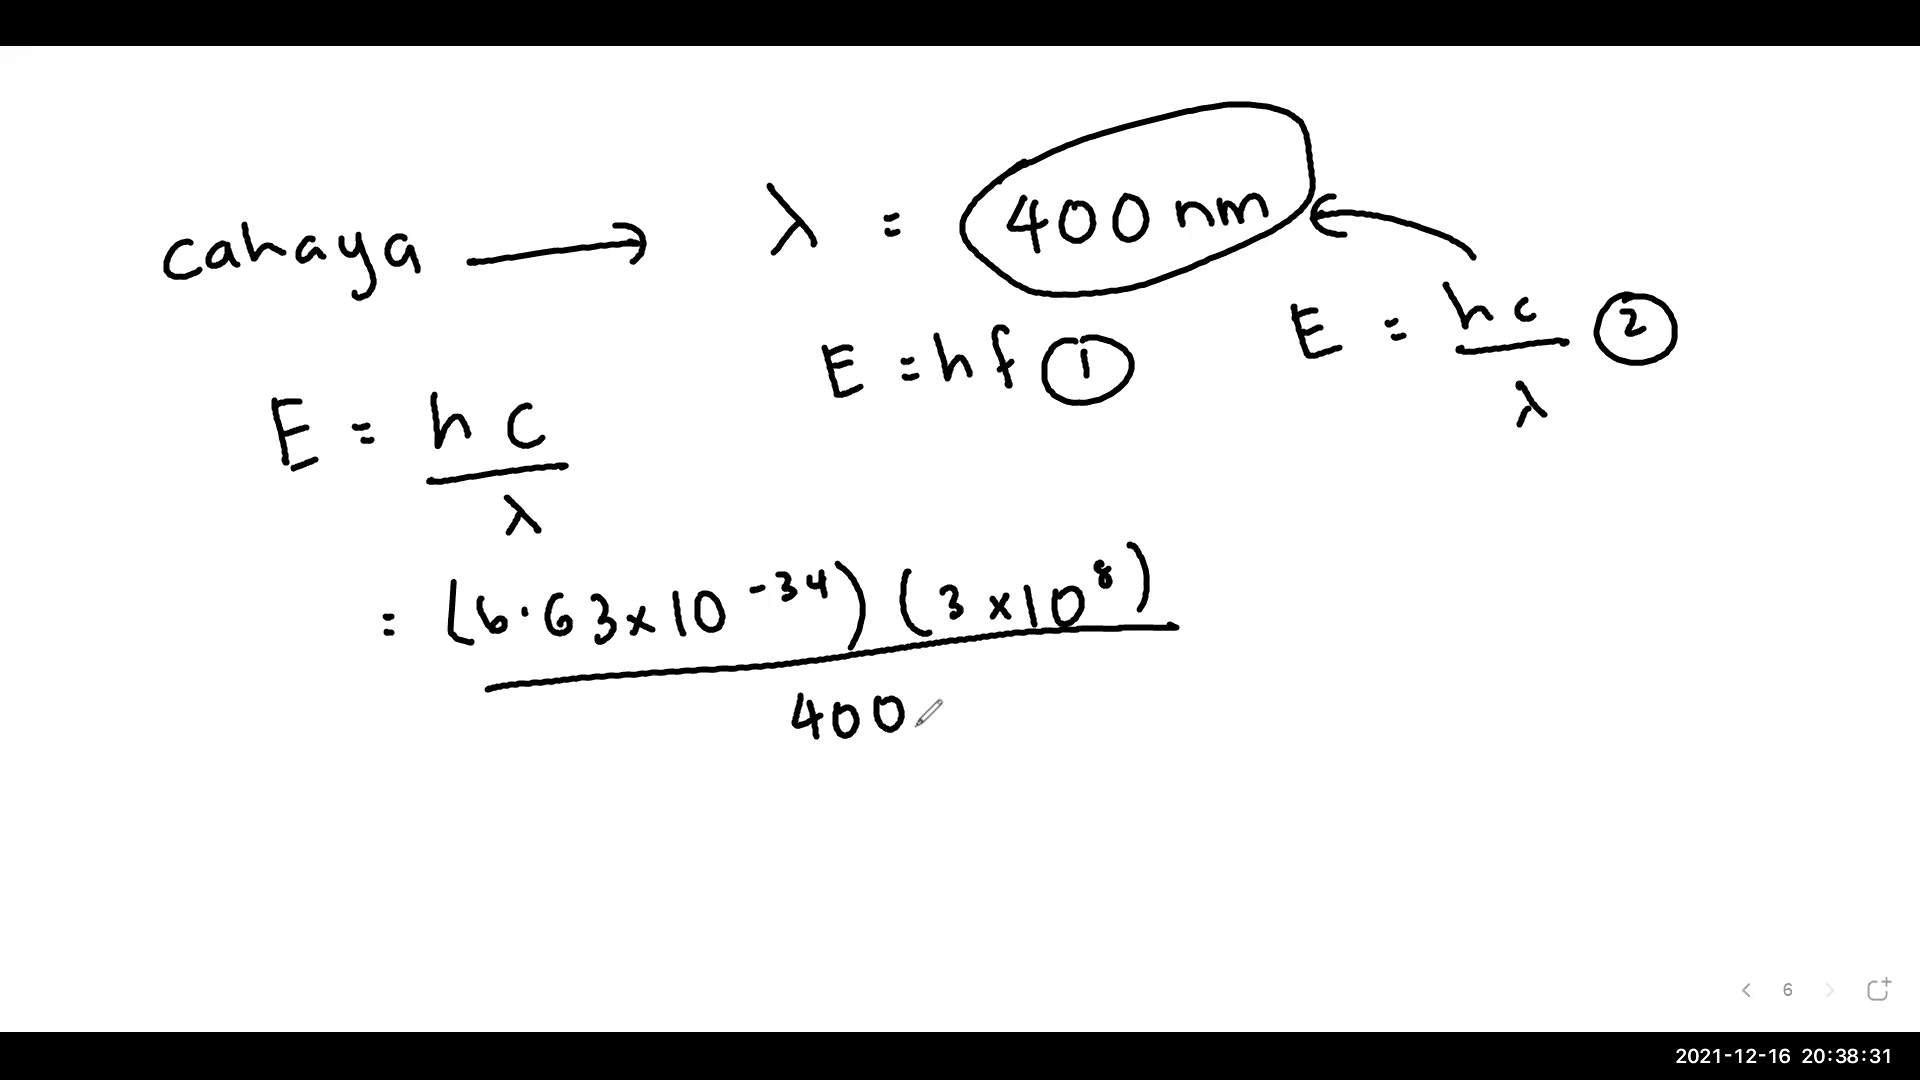 cahaya → λ = 400 nm
E = hf ①
E = hc/λ ②
E = hc/λ
= (6.63 x 10⁻³⁴) (3 x 10⁸)
400
6
2021-12-16 20:38:31